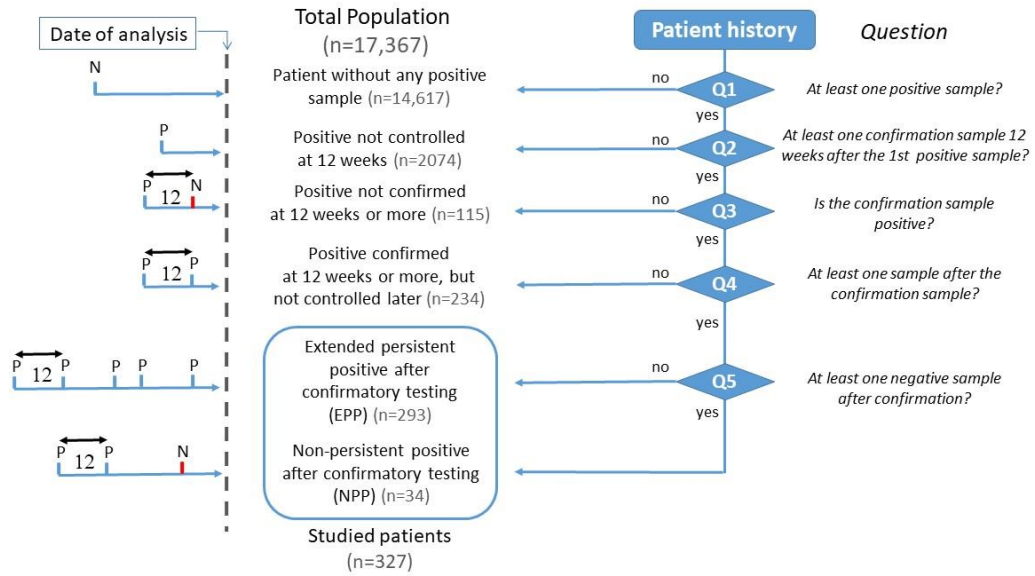 Date of analysis
Total Population
(n=17,367)
Patient history
Question
N
Patient without any positive
sample (n=14,617)
no
Q1
At least one positive sample?
yes
P
Positive not controlled
at 12 weeks (n=2074)
no
Q2
At least one confirmation sample 12
weeks after the 1st positive sample?
yes
P 12 N
Positive not confirmed
at 12 weeks or more (n=115)
no
Q3
Is the confirmation sample
positive?
yes
P 12 P
Positive confirmed
at 12 weeks or more, but
not controlled later (n=234)
no
Q4
At least one sample after the
confirmation sample?
yes
P 12 P P P P
Extended persistent
positive after
confirmatory testing
(EPP) (n=293)
no
Q5
At least one negative sample
after confirmation?
yes
P 12 P N
Non-persistent positive
after confirmatory testing
(NPP) (n=34)
Studied patients
(n=327)